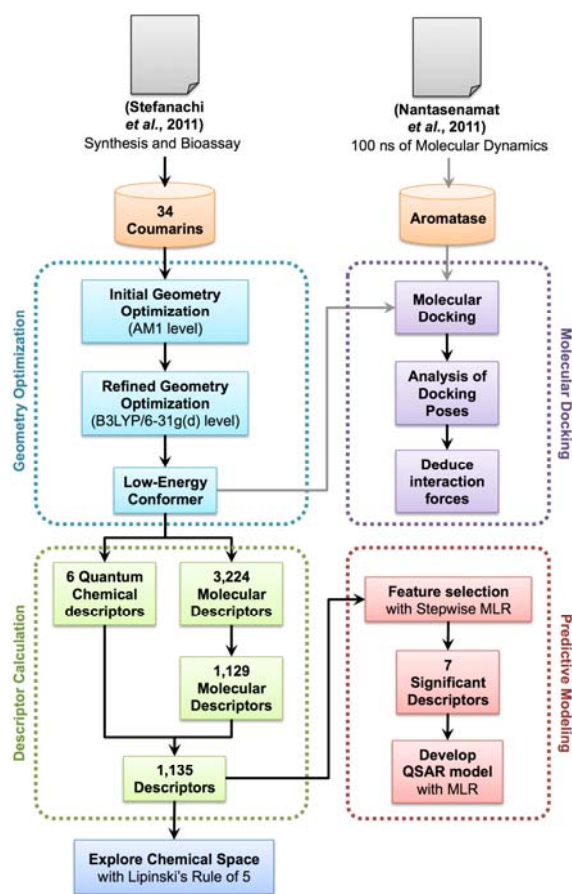 (Stefanachi
et al., 2011)
Synthesis and Bioassay
(Nantasenamat
et al., 2011)
100 ns of Molecular Dynamics
34
Coumarins
Aromatase
Geometry Optimization
Initial Geometry
Optimization
(AM1 level)
Refined Geometry
Optimization
(B3LYP/6-31g(d) level)
Low-Energy
Conformer
Molecular
Docking
Analysis of
Docking
Poses
Deduce
interaction
forces
Molecular Docking
Descriptor Calculation
6 Quantum
Chemical
descriptors
3,224
Molecular
Descriptors
1,129
Molecular
Descriptors
1,135
Descriptors
Feature selection
with Stepwise MLR
7
Significant
Descriptors
Develop
QSAR model
with MLR
Predictive Modeling
Explore Chemical Space
with Lipinski's Rule of 5